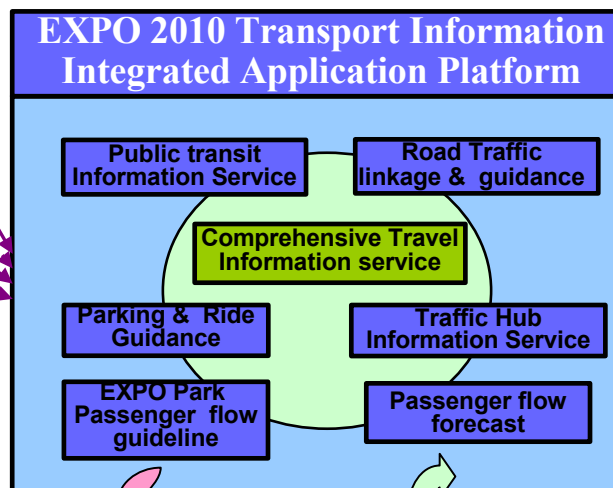 EXPO 2010 Transport Information
Integrated Application Platform
Public transit
Information Service
Road Traffic
linkage & guidance
Comprehensive Travel
Information service
Parking & Ride
Guidance
Traffic Hub
Information Service
EXPO Park
Passenger flow
guideline
Passenger flow
forecast